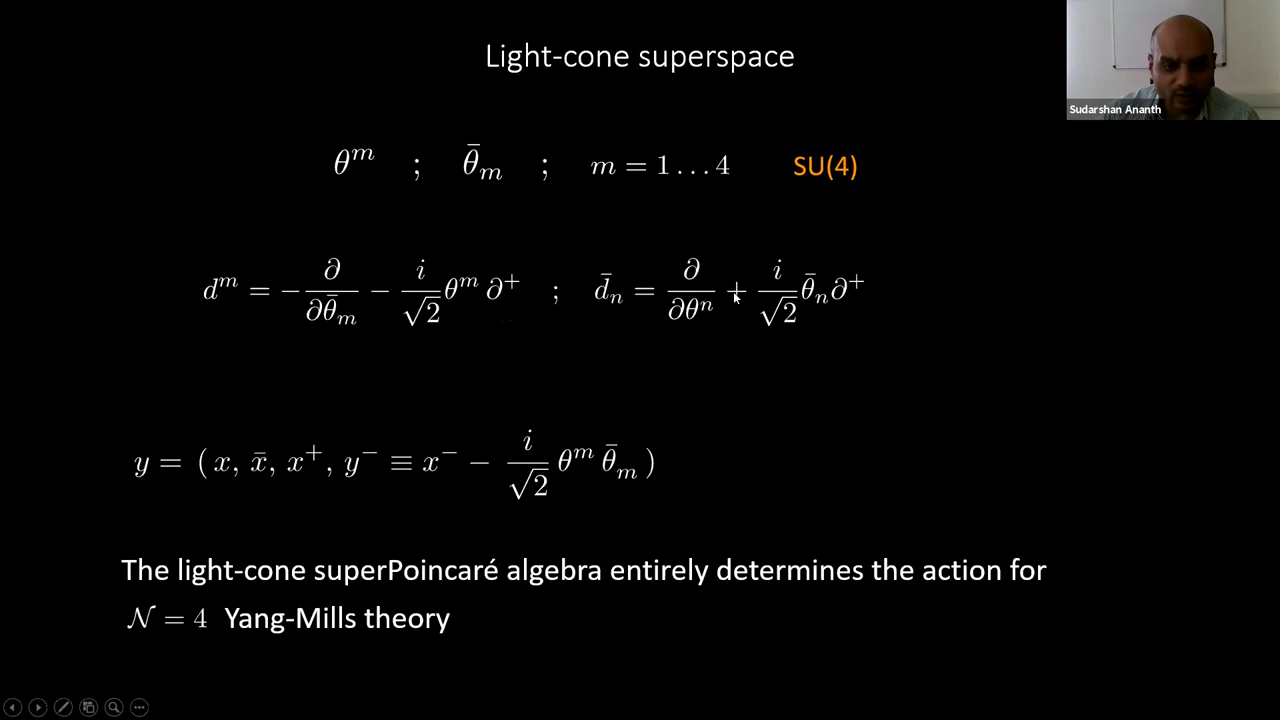 Light-cone superspace
Sudarshan Ananth
θ^m ; θ̄_m ; m = 1 … 4 SU(4)
d^m = − ∂/∂θ̄_m − i/√2 θ^m ∂^+ ; d̄_n = ∂/∂θ^n + i/√2 θ̄_n ∂^+
y = ( x, x̄, x^+, y^− ≡ x^− − i/√2 θ^m θ̄_m )
The light-cone superPoincaré algebra entirely determines the action for
𝒩 = 4 Yang-Mills theory